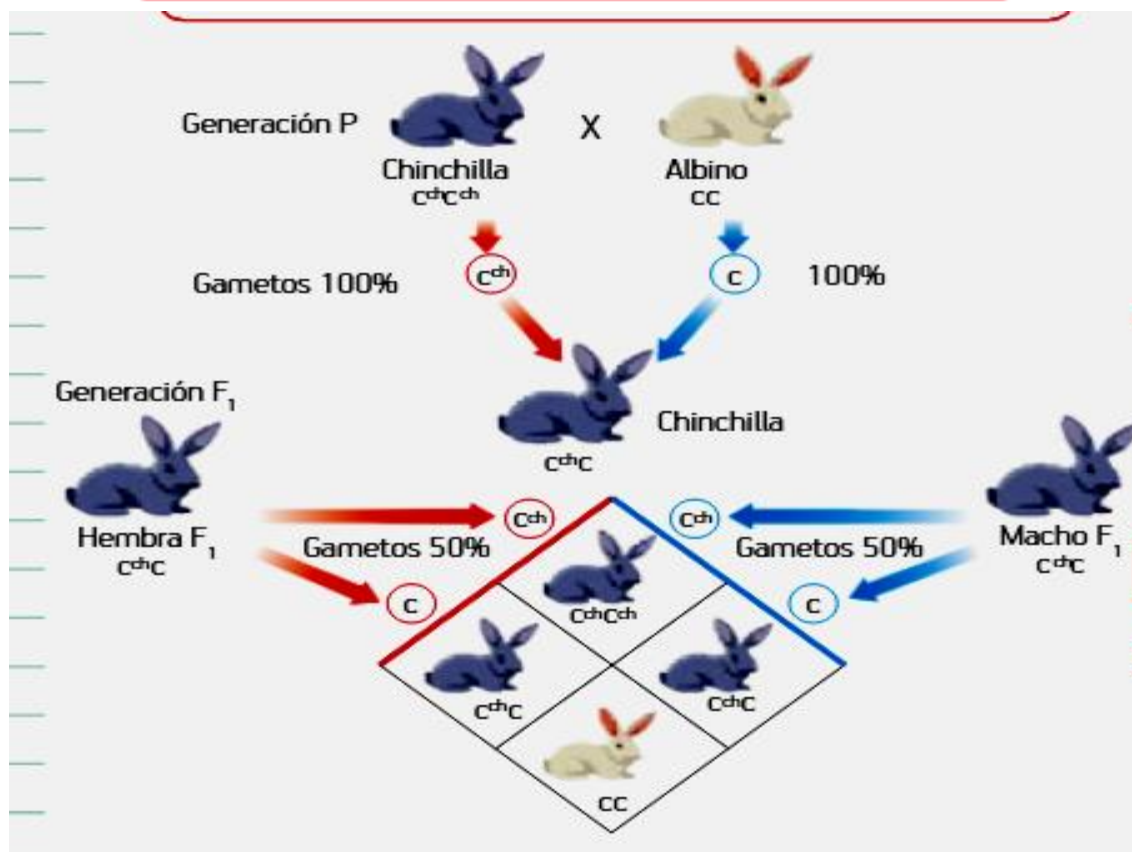 Generación P
X
Chinchilla
Albino
CᶜʰCᶜʰ
CC
Gametos 100%
Cᶜʰ
C
100%
Generación F₁
Chinchilla
CᶜʰC
Cᶜʰ
Cᶜʰ
Hembra F₁
Gametos 50%
Gametos 50%
Macho F₁
CᶜʰC
CᶜʰC
C
C
CᶜʰCᶜʰ
CᶜʰC
CᶜʰC
CC